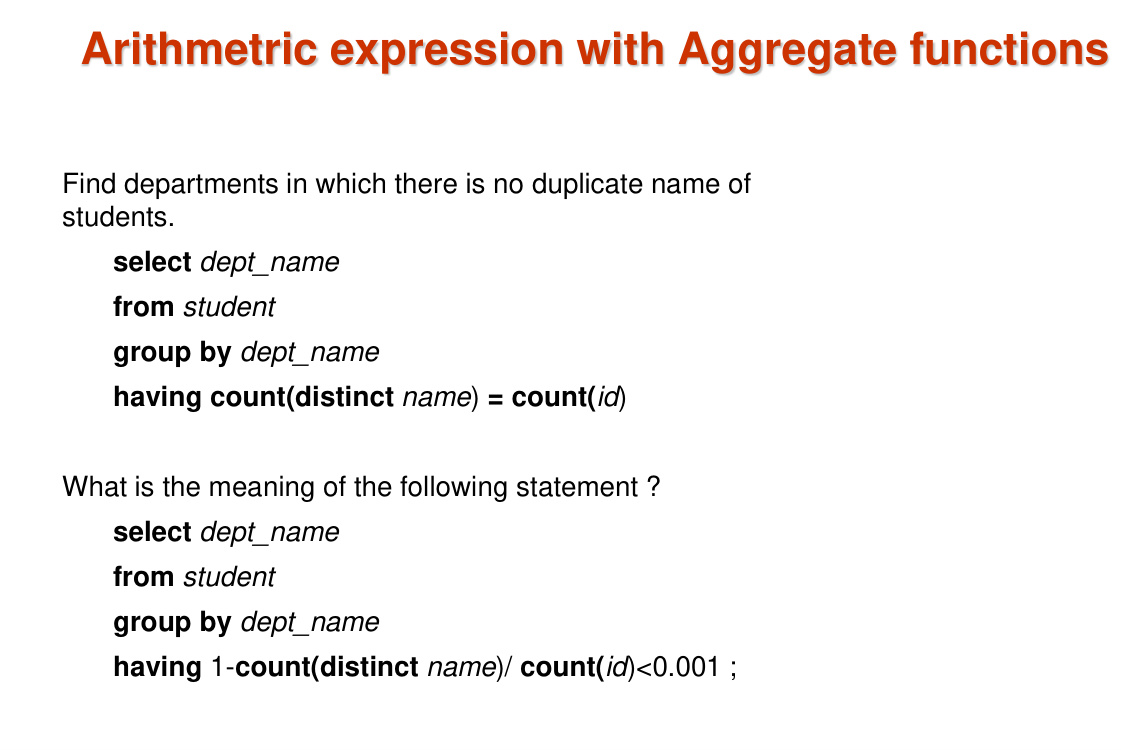 Arithmetric expression with Aggregate functions
Find departments in which there is no duplicate name of
students.
select dept_name
from student
group by dept_name
having count(distinct name) = count(id)
What is the meaning of the following statement ?
select dept_name
from student
group by dept_name
having 1-count(distinct name)/ count(id)<0.001 ;